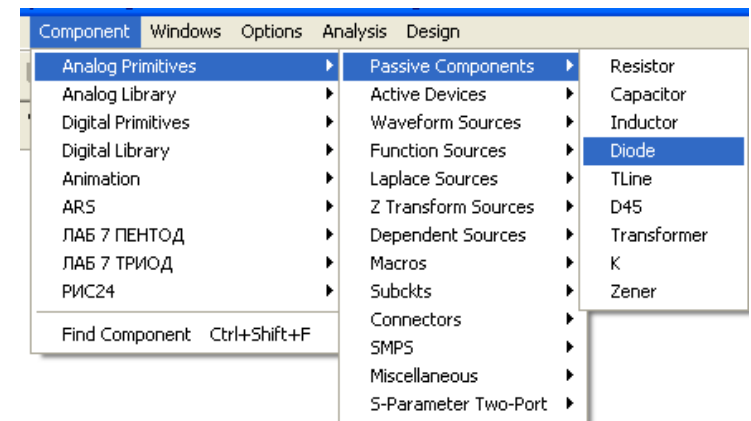 Component Windows Options Analysis Design
Analog Primitives
Analog Library
Digital Primitives
Digital Library
Animation
ARS
ЛАБ 7 ПЕНТОД
ЛАБ 7 ТРИОД
РИС24
Find Component Ctrl+Shift+F
Passive Components
Active Devices
Waveform Sources
Function Sources
Laplace Sources
Z Transform Sources
Dependent Sources
Macros
Subckts
Connectors
SMPS
Miscellaneous
S-Parameter Two-Port
Resistor
Capacitor
Inductor
Diode
TLine
D45
Transformer
K
Zener